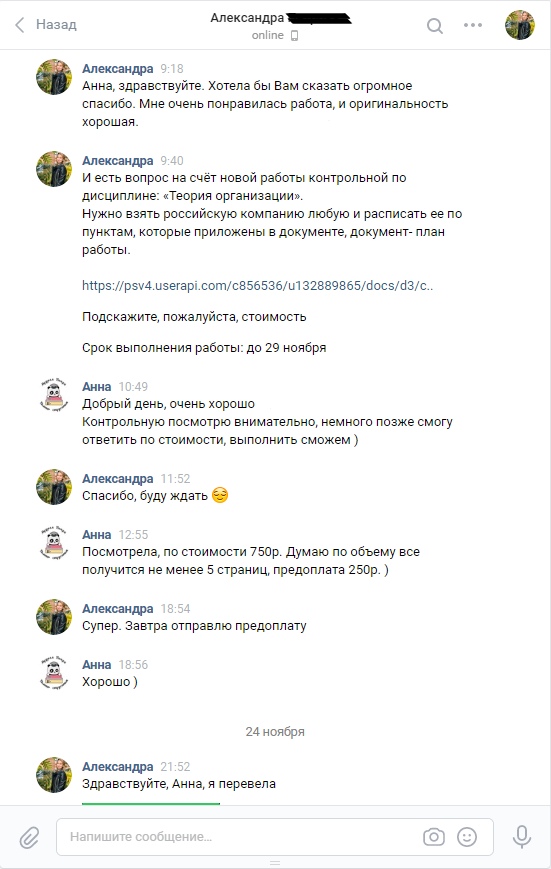 Назад
Александра
online
Александра 9:18
Анна, здравствуйте. Хотела бы Вам сказать огромное
спасибо. Мне очень понравилась работа, и оригинальность
хорошая.
Александра 9:40
И есть вопрос на счёт новой работы контрольной по
дисциплине: «Теория организации».
Нужно взять российскую компанию любую и расписать ее по
пунктам, которые приложены в документе, документ- план
работы.
https://psv4.userapi.com/c856536/u132889865/docs/d3/c..
Подскажите, пожалуйста, стоимость
Срок выполнения работы: до 29 ноября
Анна 10:49
Добрый день, очень хорошо
Контрольную посмотрю внимательно, немного позже смогу
ответить по стоимости, выполнить сможем )
Александра 11:52
Спасибо, буду ждать 😌
Анна 12:55
Посмотрела, по стоимости 750р. Думаю по объему все
получится не менее 5 страниц, предоплата 250р. )
Александра 18:54
Супер. Завтра отправлю предоплату
Анна 18:56
Хорошо )
24 ноября
Александра 21:52
Здравствуйте, Анна, я перевела
Напишите сообщение...